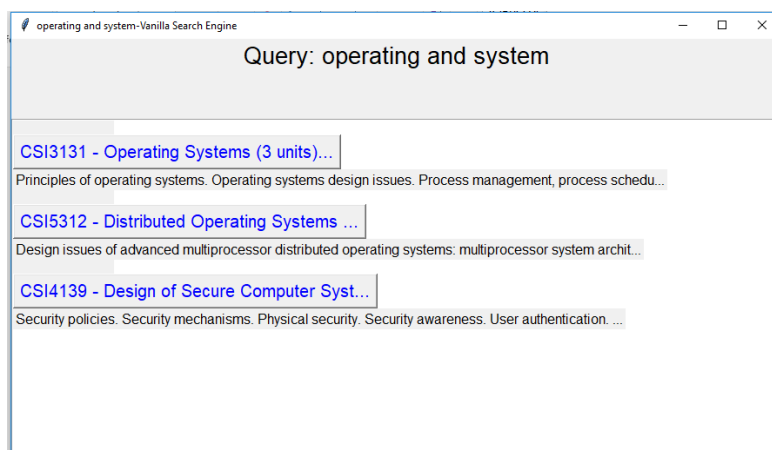 operating and system-Vanilla Search Engine
Query: operating and system
CSI3131 - Operating Systems (3 units)...
Principles of operating systems. Operating systems design issues. Process management, process schedu...
CSI5312 - Distributed Operating Systems ...
Design issues of advanced multiprocessor distributed operating systems: multiprocessor system archit...
CSI4139 - Design of Secure Computer Syst...
Security policies. Security mechanisms. Physical security. Security awareness. User authentication. ...